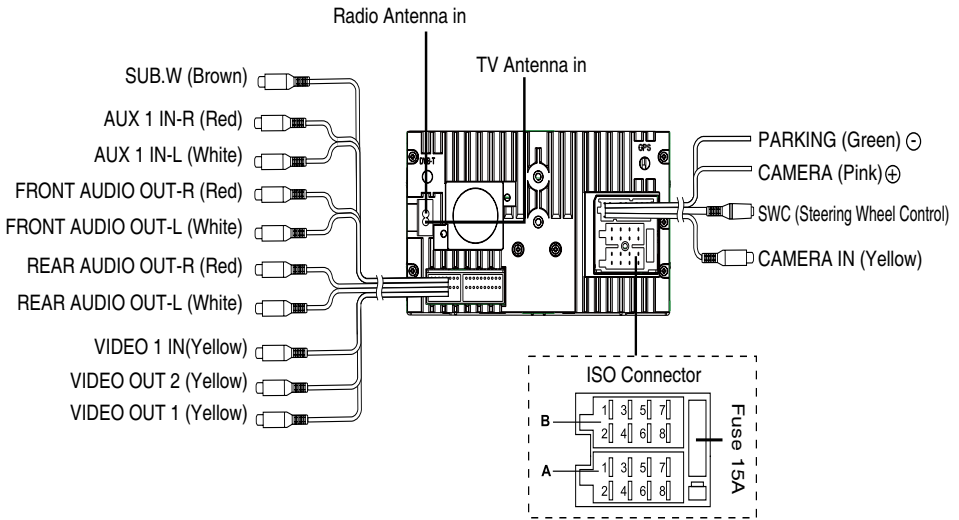 Radio Antenna in
TV Antenna in
SUB.W (Brown)
AUX 1 IN-R (Red)
AUX 1 IN-L (White)
FRONT AUDIO OUT-R (Red)
FRONT AUDIO OUT-L (White)
REAR AUDIO OUT-R (Red)
REAR AUDIO OUT-L (White)
VIDEO 1 IN(Yellow)
VIDEO OUT 2 (Yellow)
VIDEO OUT 1 (Yellow)
DVB-T
GPS
PARKING (Green) ⊖
CAMERA (Pink) ⊕
SWC (Steering Wheel Control)
CAMERA IN (Yellow)
ISO Connector
B
1 3 5 7
2 4 6 8
A
1 3 5 7
2 4 6 8
Fuse 15A